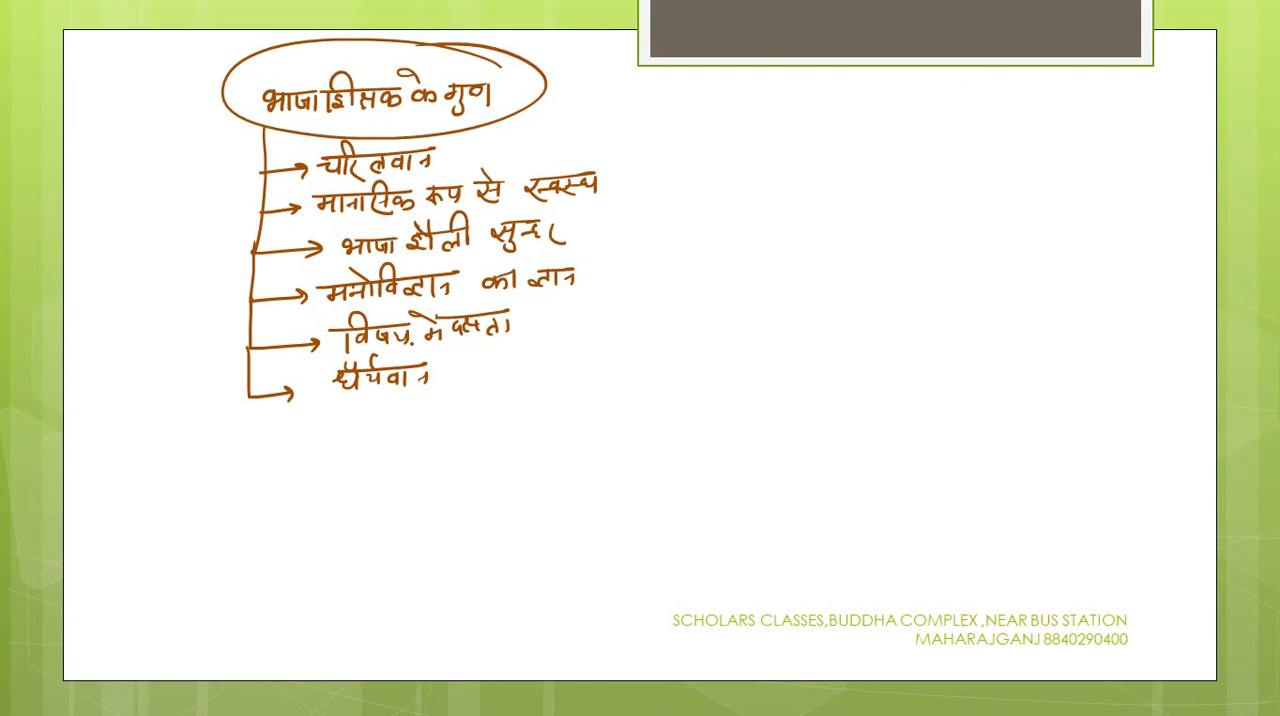 भाषा शिक्षक के गुण
चरित्रवान
मानसिक रूप से स्वस्थ
भाषा शैली सुन्दर
मनोविज्ञान का ज्ञान
विषय में दक्षता
धैर्यवान
SCHOLARS CLASSES,BUDDHA COMPLEX ,NEAR BUS STATION
MAHARAJGANJ 8840290400